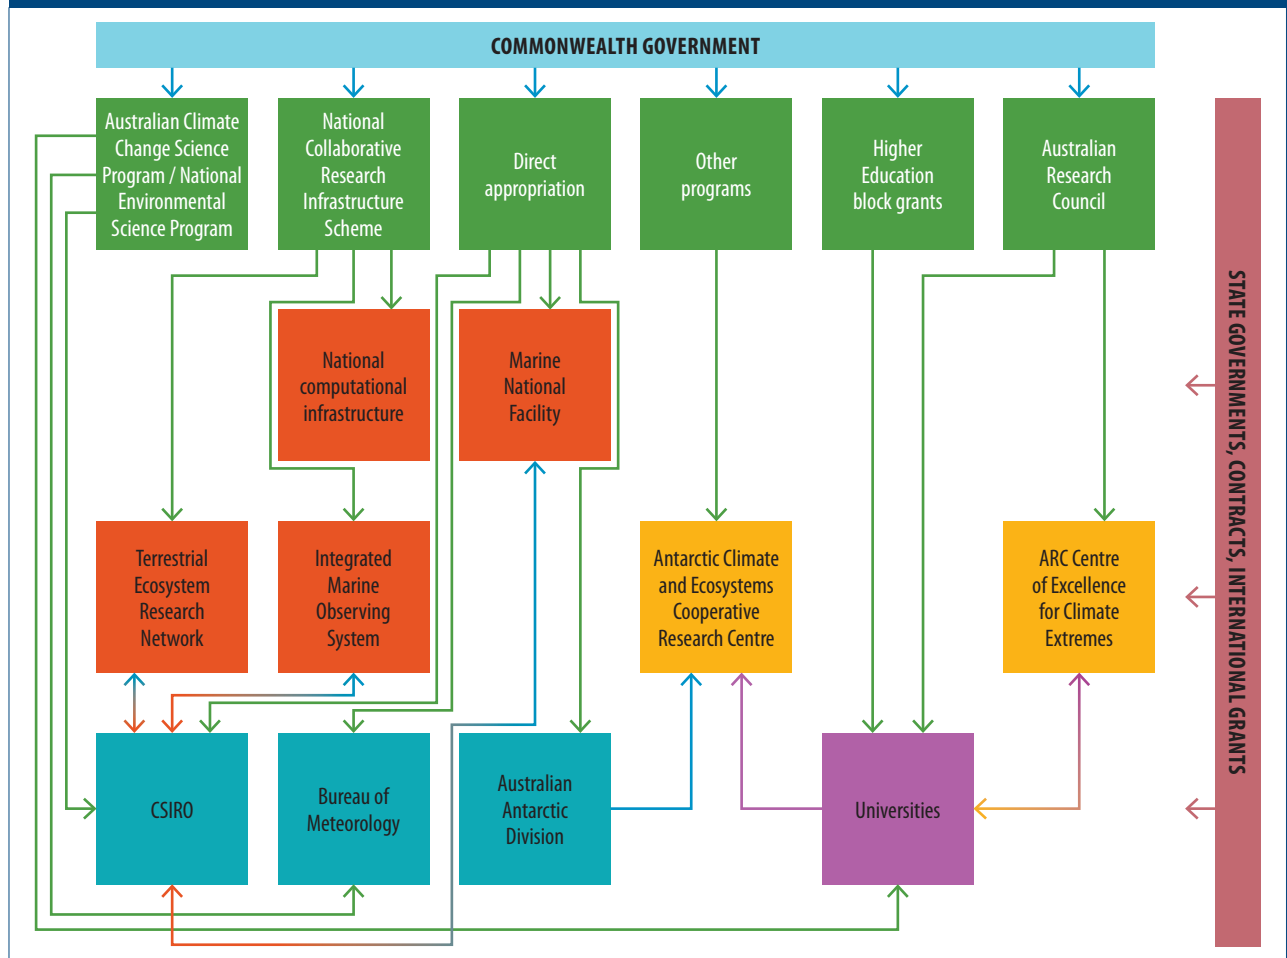 COMMONWEALTH GOVERNMENT
Australian Climate
Change Science
Program / National
Environmental
Science Program
National
Collaborative
Research
Infrastructure
Scheme
Direct
appropriation
Other
programs
Higher
Education
block grants
Australian
Research
Council
STATE GOVERNMENTS, CONTRACTS, INTERNATIONAL GRANTS
National
computational
infrastructure
Marine
National
Facility
Terrestrial
Ecosystem
Research
Network
Integrated
Marine
Observing
System
Antarctic Climate
and Ecosystems
Cooperative
Research Centre
ARC Centre
of Excellence
for Climate
Extremes
CSIRO
Bureau of
Meteorology
Australian
Antarctic
Division
Universities